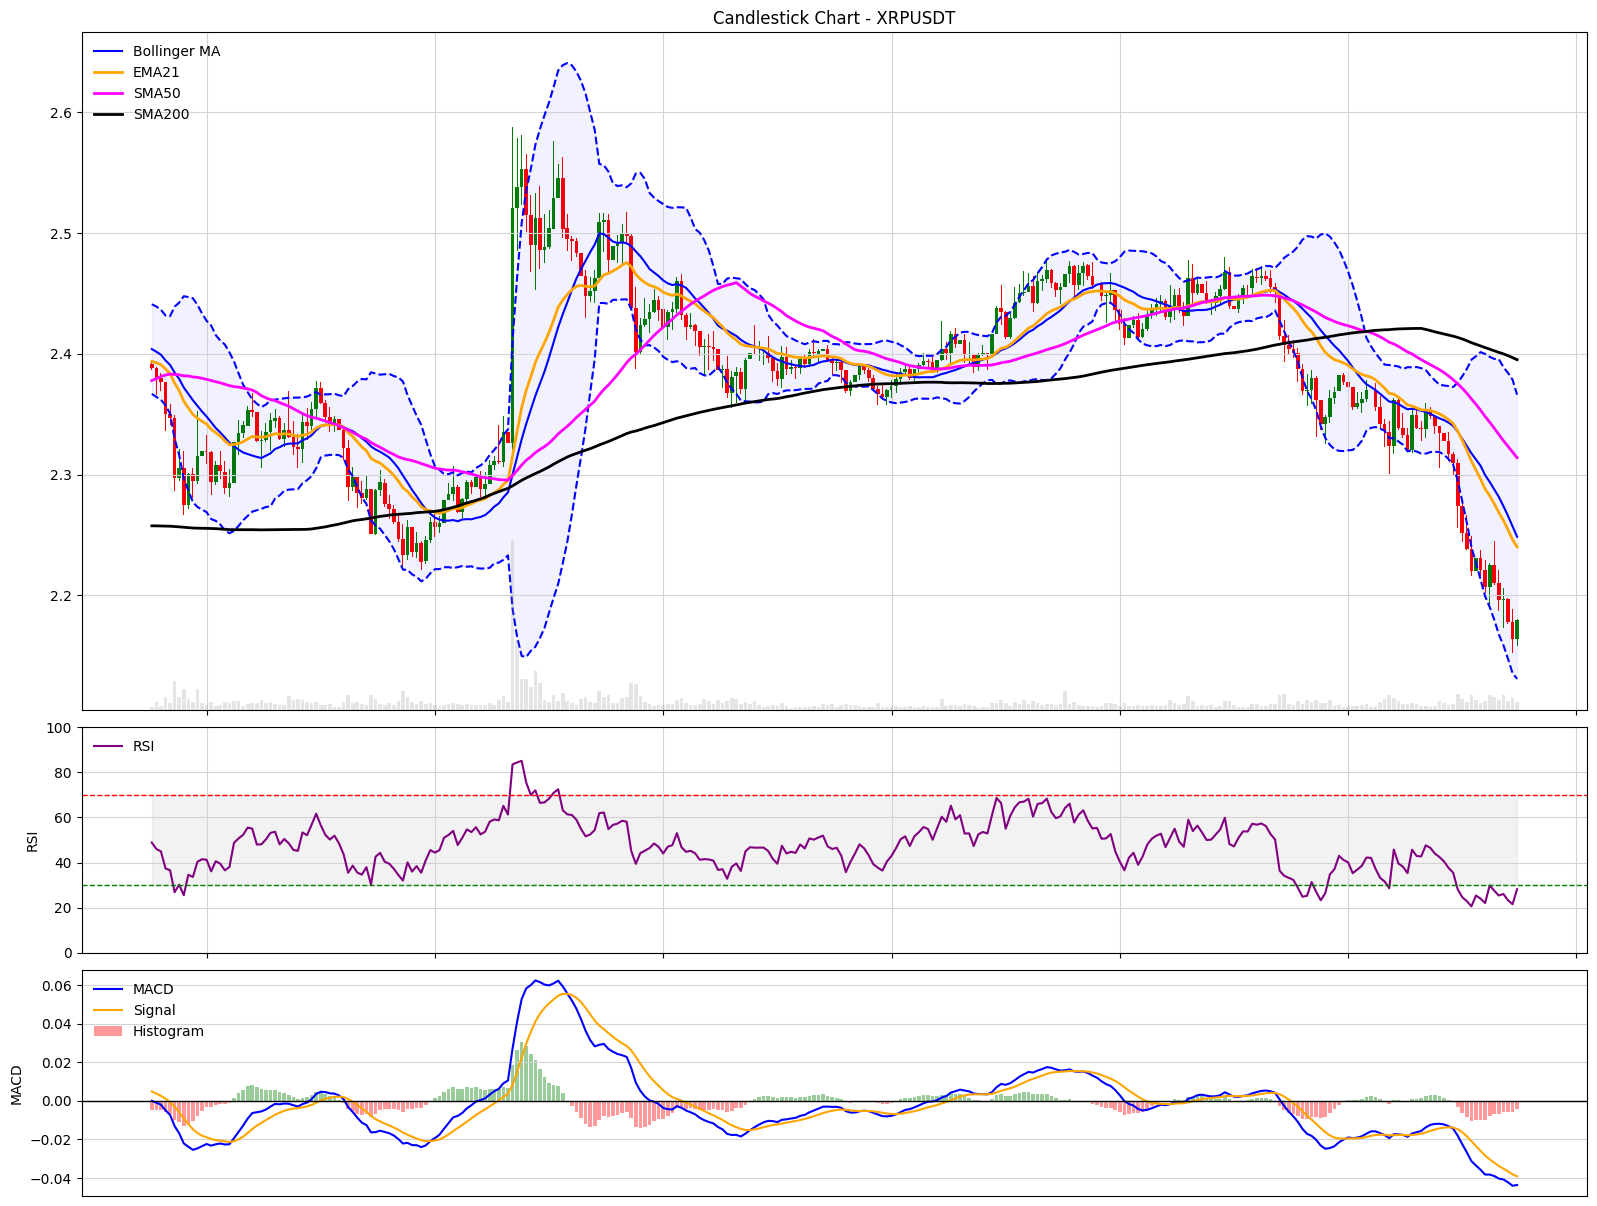 Candlestick Chart - XRPUSDT
Bollinger MA
EMA21
SMA50
SMA200
2.6
2.5
2.4
2.3
2.2
100
80
60
40
20
0
RSI
RSI
0.06
0.04
0.02
0.00
−0.02
−0.04
MACD
MACD
Signal
Histogram